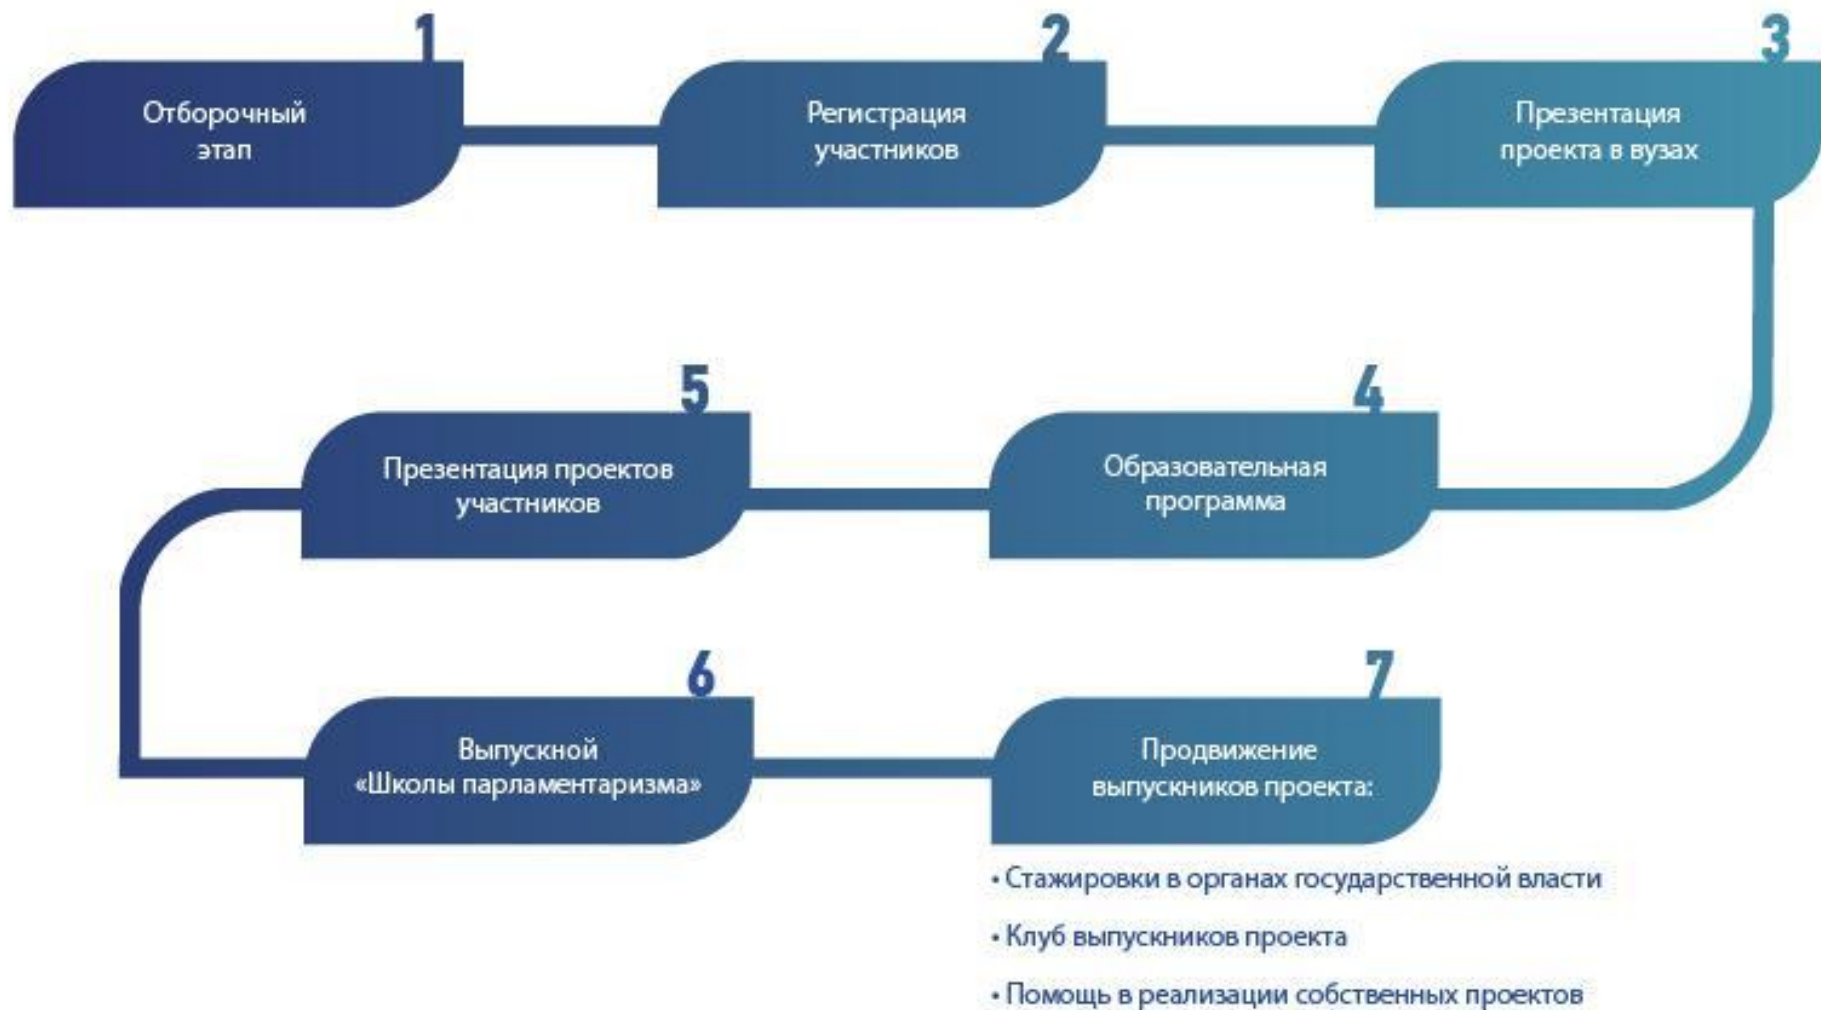 1
Отборочный
этап
2
Регистрация
участников
3
Презентация
проекта в вузах
4
Образовательная
программа
5
Презентация проектов
участников
6
Выпускной
«Школы парламентаризма»
7
Продвижение
выпускников проекта:
• Стажировки в органах государственной власти
• Клуб выпускников проекта
• Помощь в реализации собственных проектов